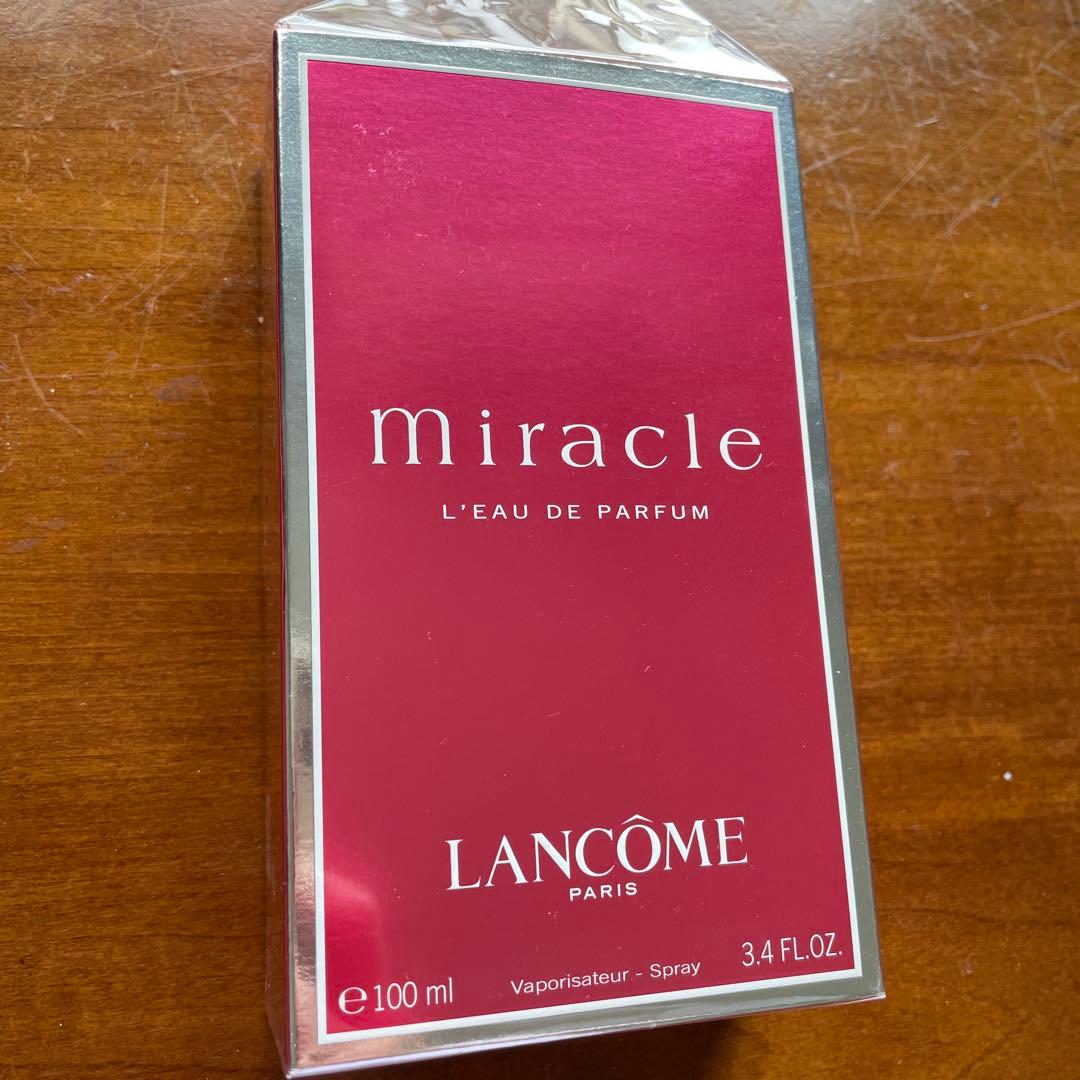 miracle
L'EAU DE PARFUM
LANCÔME
PARIS
℮100 ml Vaporisateur - Spray 3.4 FL.OZ.